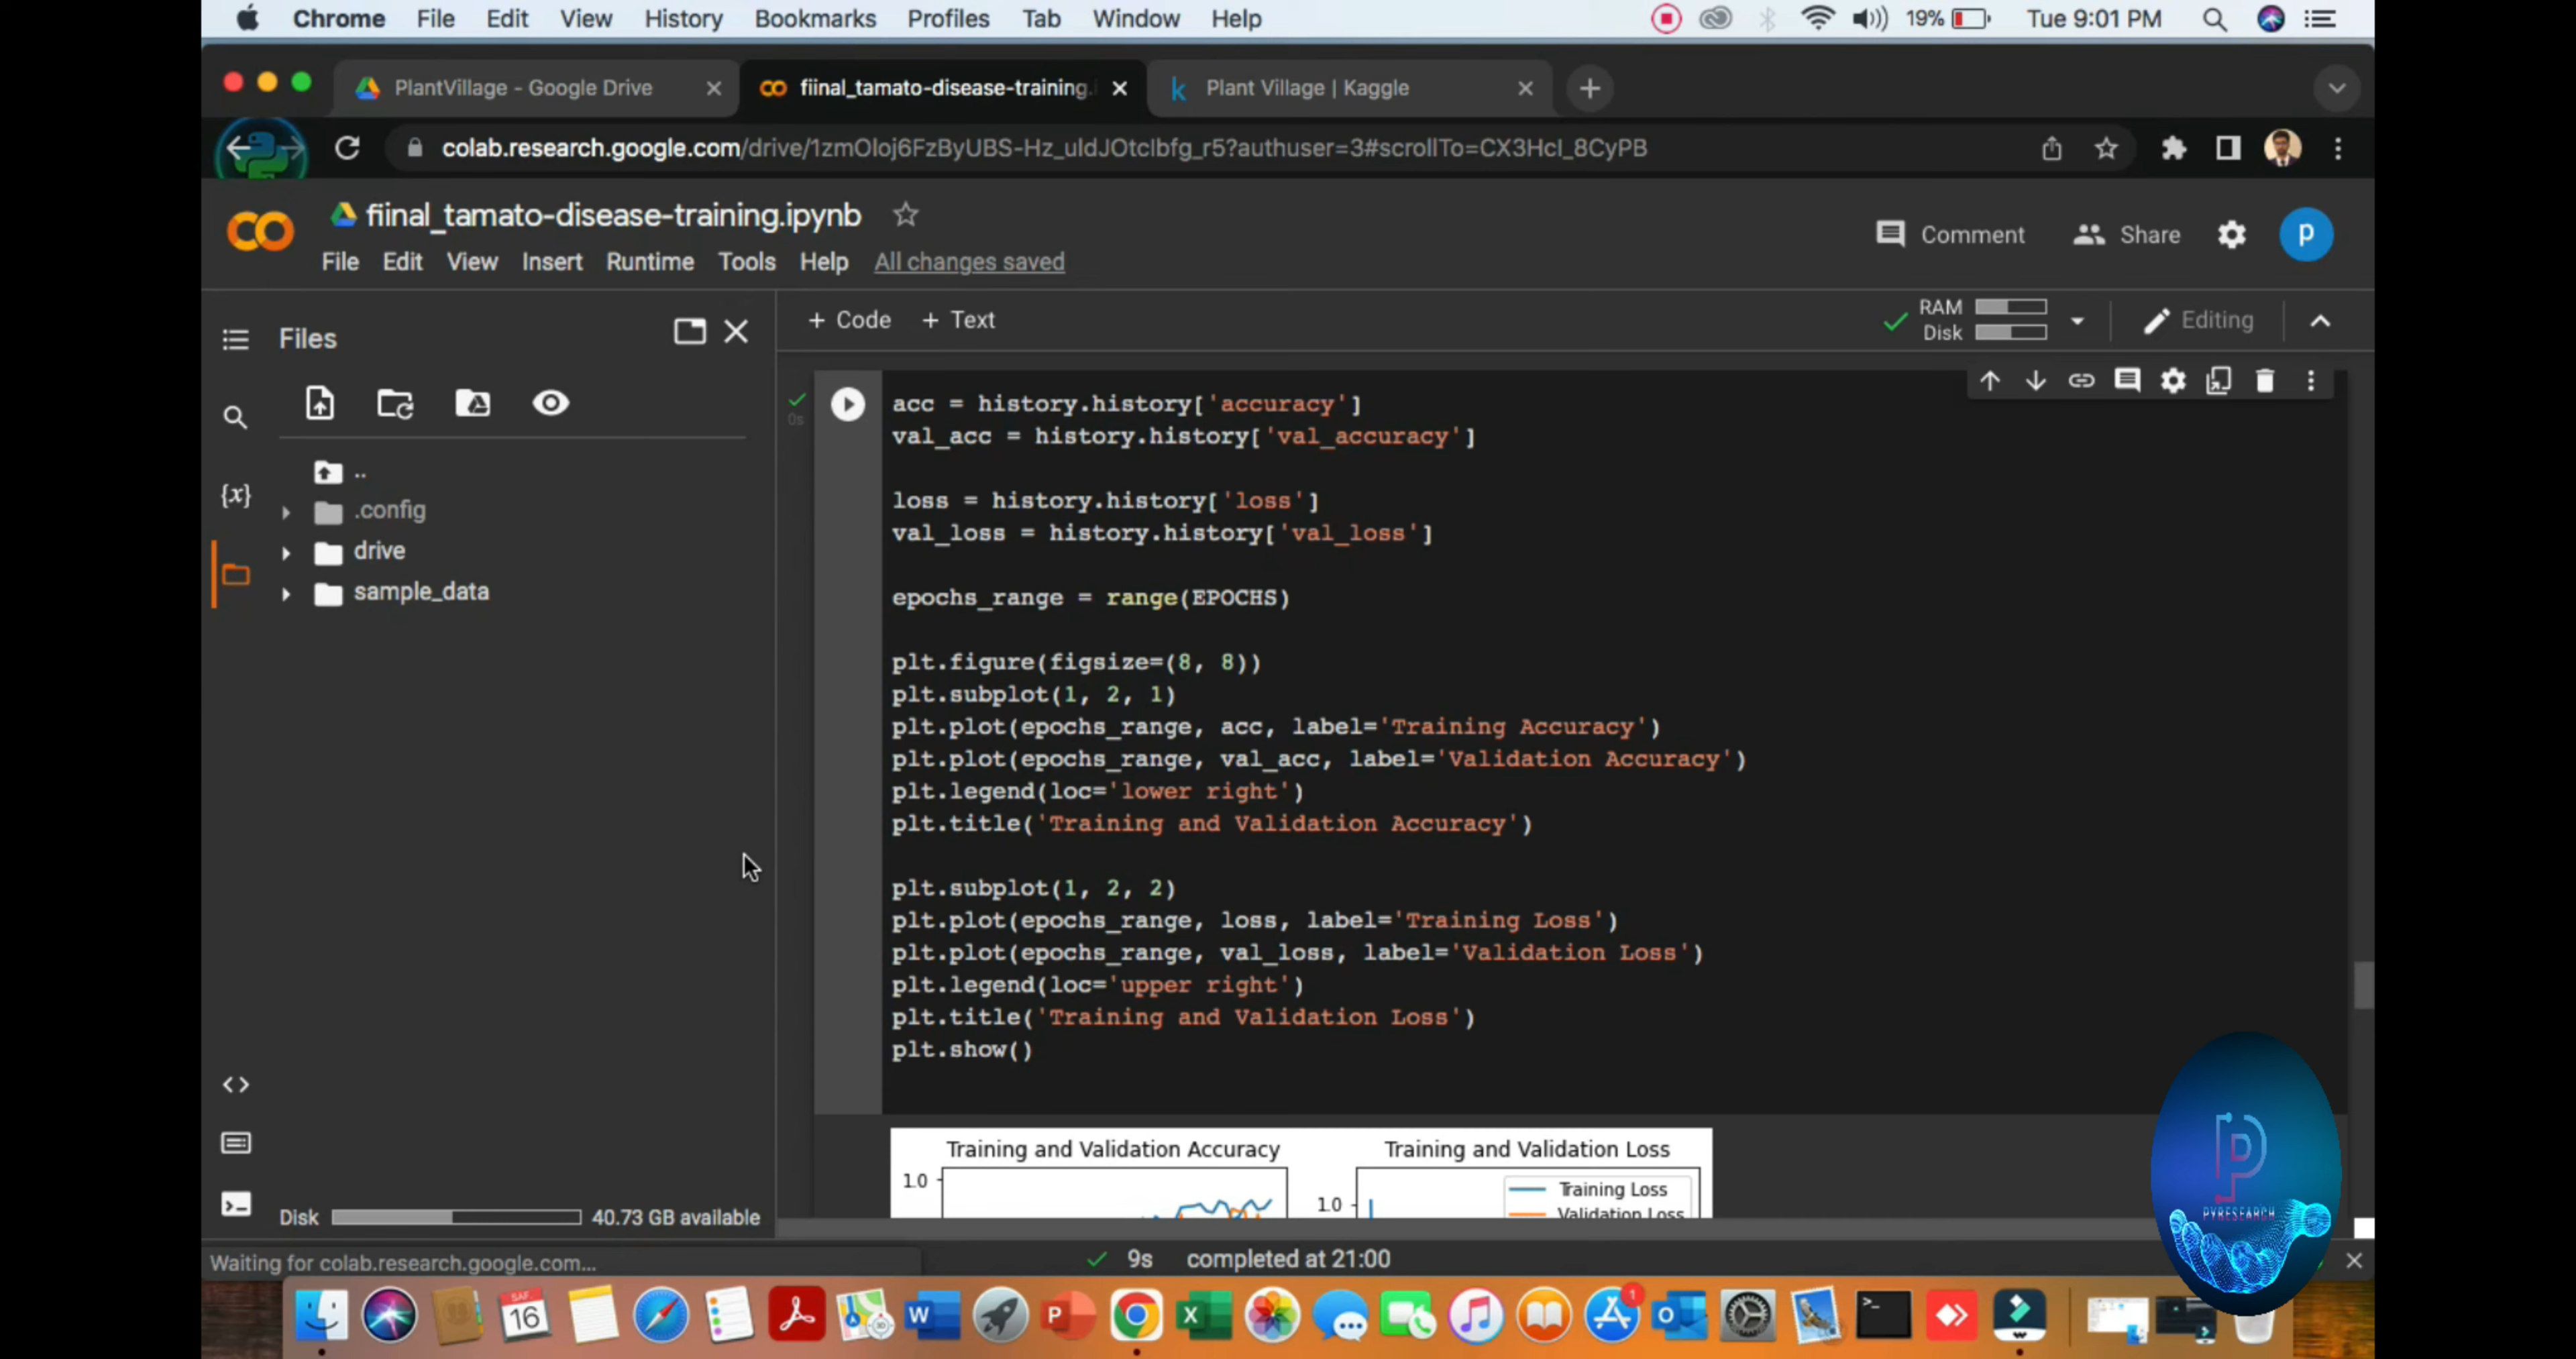 Chrome File Edit View History Bookmarks Profiles Tab Window Help 19% Tue 9:01 PM
PlantVillage - Google Drive fiinal_tamato-disease-training.i Plant Village | Kaggle
colab.research.google.com/drive/1zmOloj6FzByUBS-Hz_uldJOtclbfg_r5?authuser=3#scrollTo=CX3HcI_8CyPB
fiinal_tamato-disease-training.ipynb
Comment Share p
File Edit View Insert Runtime Tools Help All changes saved
Files
+ Code + Text
RAM
Disk
Editing
..
.config
drive
sample_data
{x}
0s
acc = history.history['accuracy']
val_acc = history.history['val_accuracy']
loss = history.history['loss']
val_loss = history.history['val_loss']
epochs_range = range(EPOCHS)
plt.figure(figsize=(8, 8))
plt.subplot(1, 2, 1)
plt.plot(epochs_range, acc, label='Training Accuracy')
plt.plot(epochs_range, val_acc, label='Validation Accuracy')
plt.legend(loc='lower right')
plt.title('Training and Validation Accuracy')
plt.subplot(1, 2, 2)
plt.plot(epochs_range, loss, label='Training Loss')
plt.plot(epochs_range, val_loss, label='Validation Loss')
plt.legend(loc='upper right')
plt.title('Training and Validation Loss')
plt.show()
Training and Validation Accuracy
1.0
Training and Validation Loss
1.0
Training Loss
Validation Loss
PYRESEARCH
Disk 40.73 GB available
Waiting for colab.research.google.com...
9s completed at 21:00
16
1